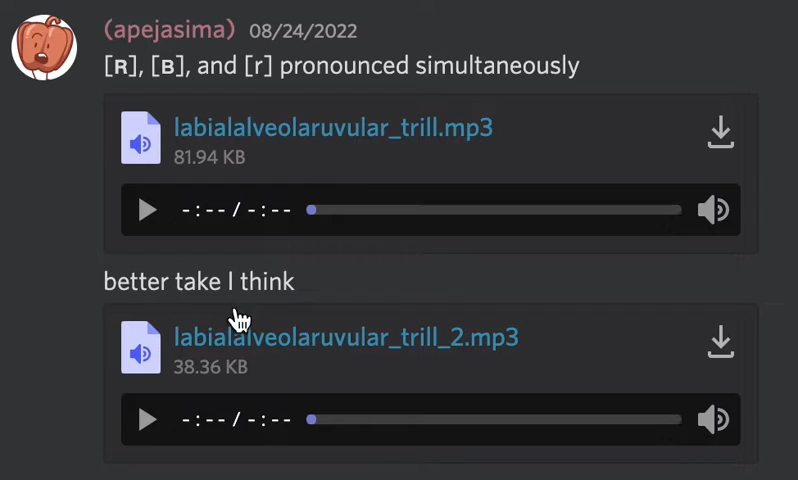 (apejasima) 08/24/2022
[ʀ], [ʙ], and [r] pronounced simultaneously
labialalveolaruvular_trill.mp3
81.94 KB
-:-- / -:--
better take I think
labialalveolaruvular_trill_2.mp3
38.36 KB
-:-- / -:--